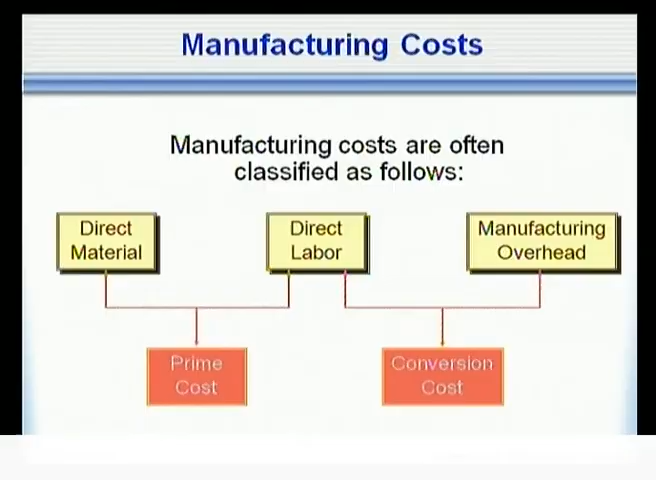 Manufacturing Costs
Manufacturing costs are often
classified as follows:
Direct
Material
Direct
Labor
Manufacturing
Overhead
Prime
Cost
Conversion
Cost